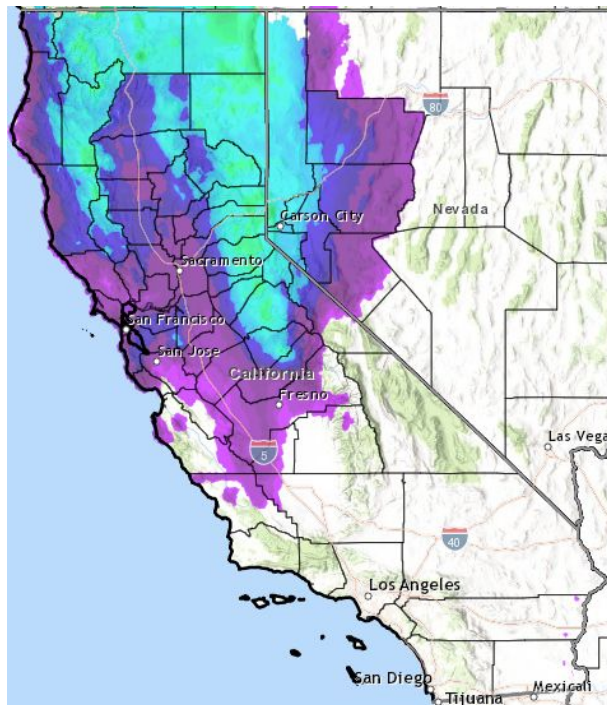 80
Nevada
Carson City
Sacramento
San Francisco
San Jose
California
Fresno
Las Vega
5
40
Los Angeles
San Diego
Mexicali
Tijuana